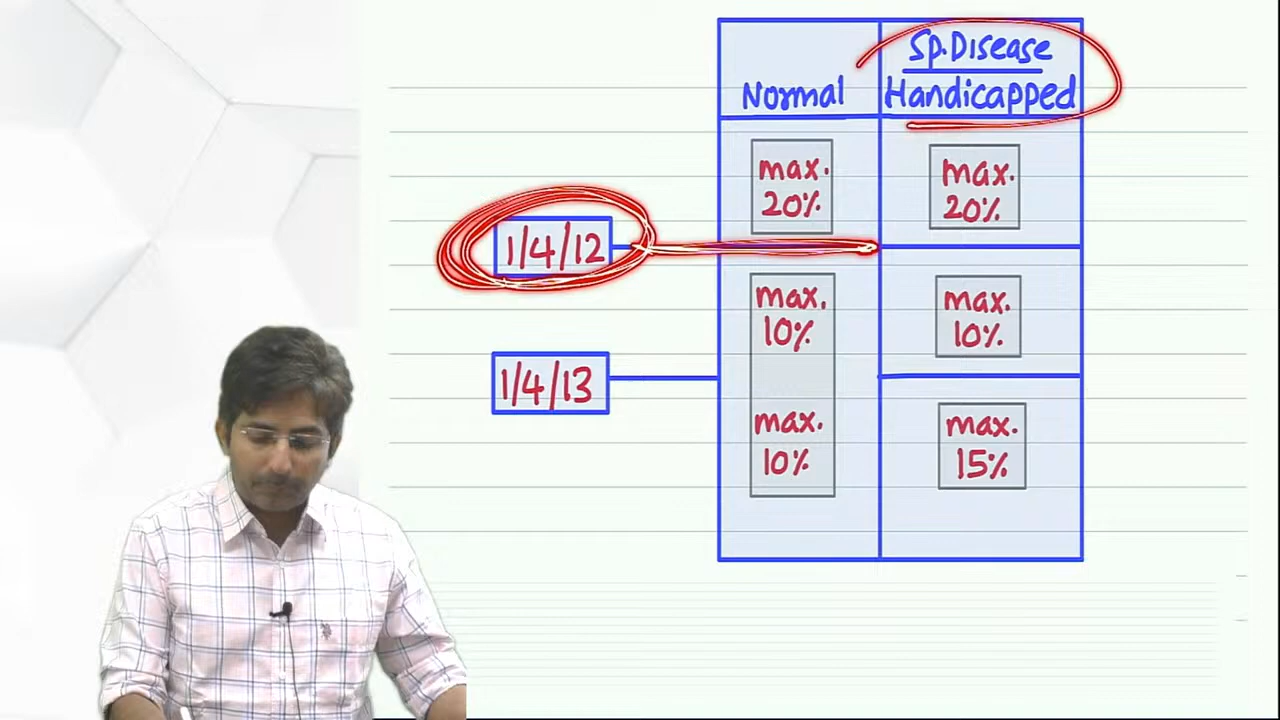 Sp.Disease
Normal Handicapped
max. max.
20% 20%
1/4/12
max. max.
10% 10%
1/4/13
max. max.
10% 15%